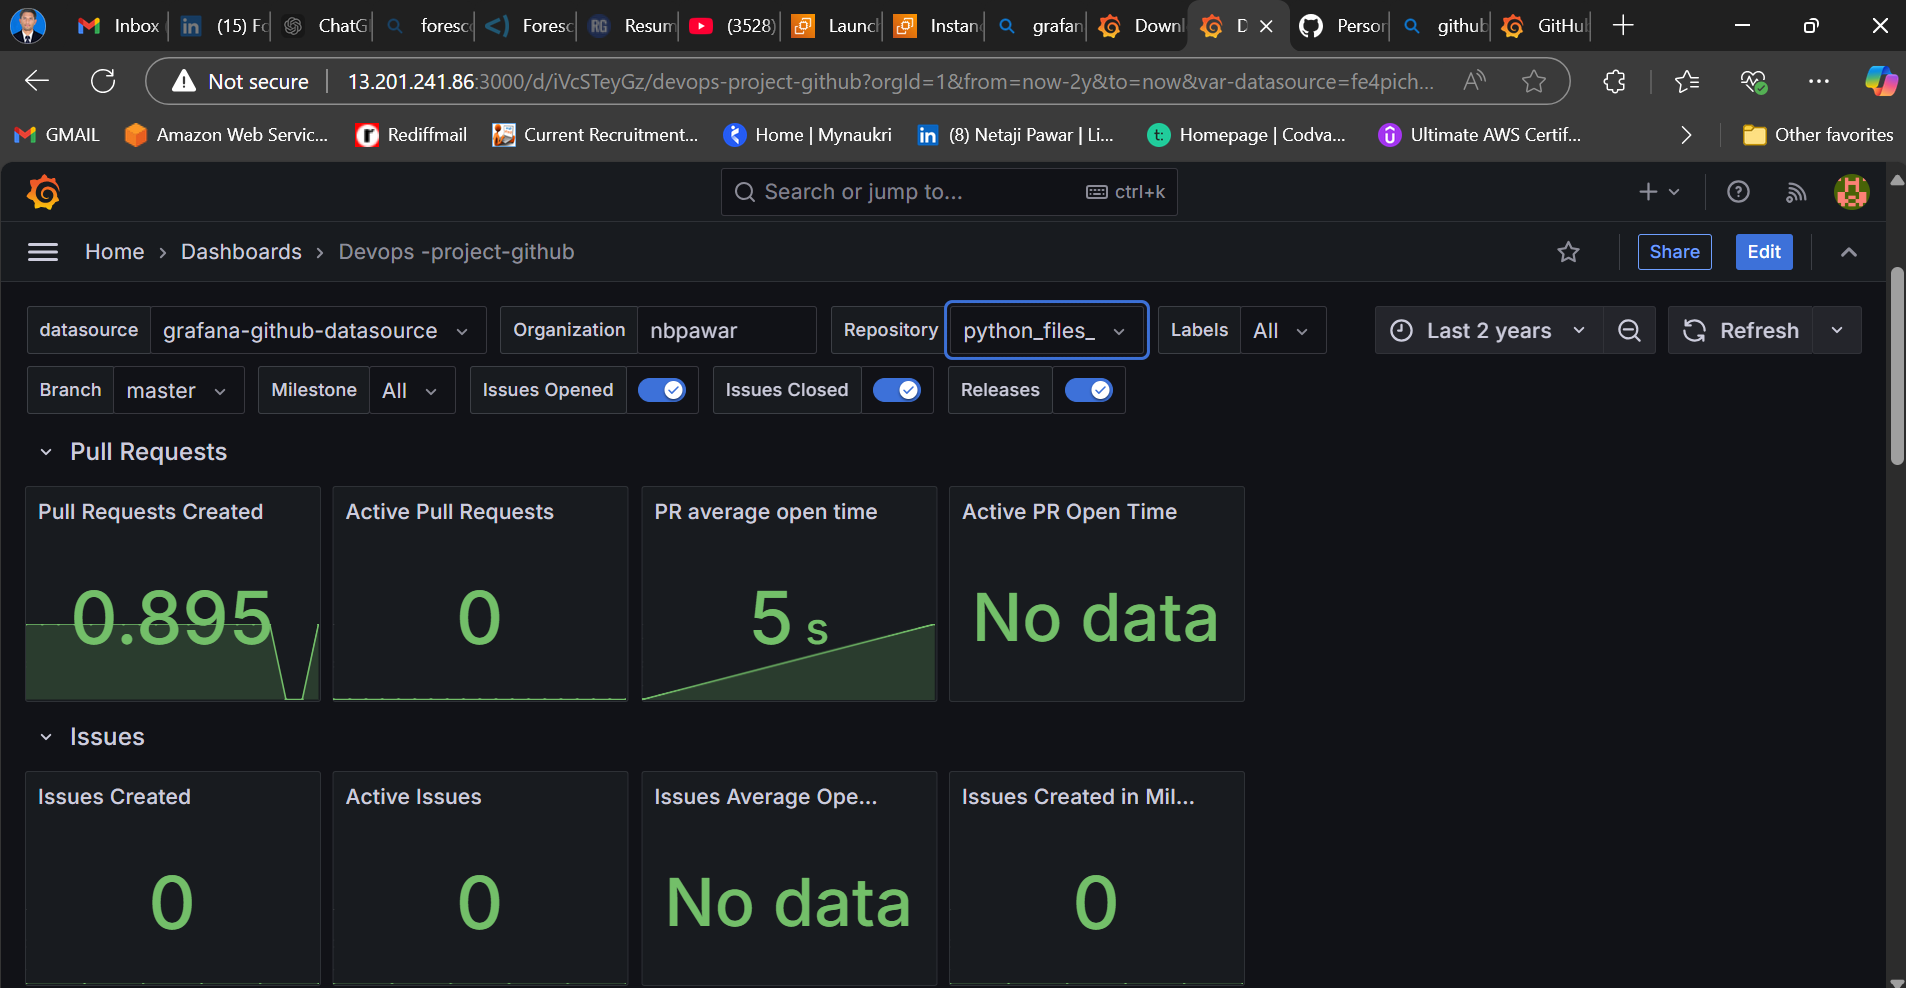 Inbox
(15) Fo
ChatG
foresc
Foresc
RG
Resum
(3528)
Launc
Instan
grafan
Downl
D
Person
github
GitHu
Not secure
13.201.241.86:3000/d/iVcSTeyGz/devops-project-github?orgId=1&from=now-2y&to=now&var-datasource=fe4pich...
GMAIL
Amazon Web Servic...
Rediffmail
Current Recruitment...
Home | Mynaukri
(8) Netaji Pawar | Li...
Homepage | Codva...
Ultimate AWS Certif...
Other favorites
Search or jump to...
ctrl+k
Home › Dashboards › Devops -project-github
Share
Edit
datasource
grafana-github-datasource
Organization
nbpawar
Repository
python_files_
Labels
All
Last 2 years
Refresh
Branch
master
Milestone
All
Issues Opened
Issues Closed
Releases
Pull Requests
Pull Requests Created
Active Pull Requests
PR average open time
Active PR Open Time
0.895
0
5 s
No data
Issues
Issues Created
Active Issues
Issues Average Ope...
Issues Created in Mil...
0
0
No data
0